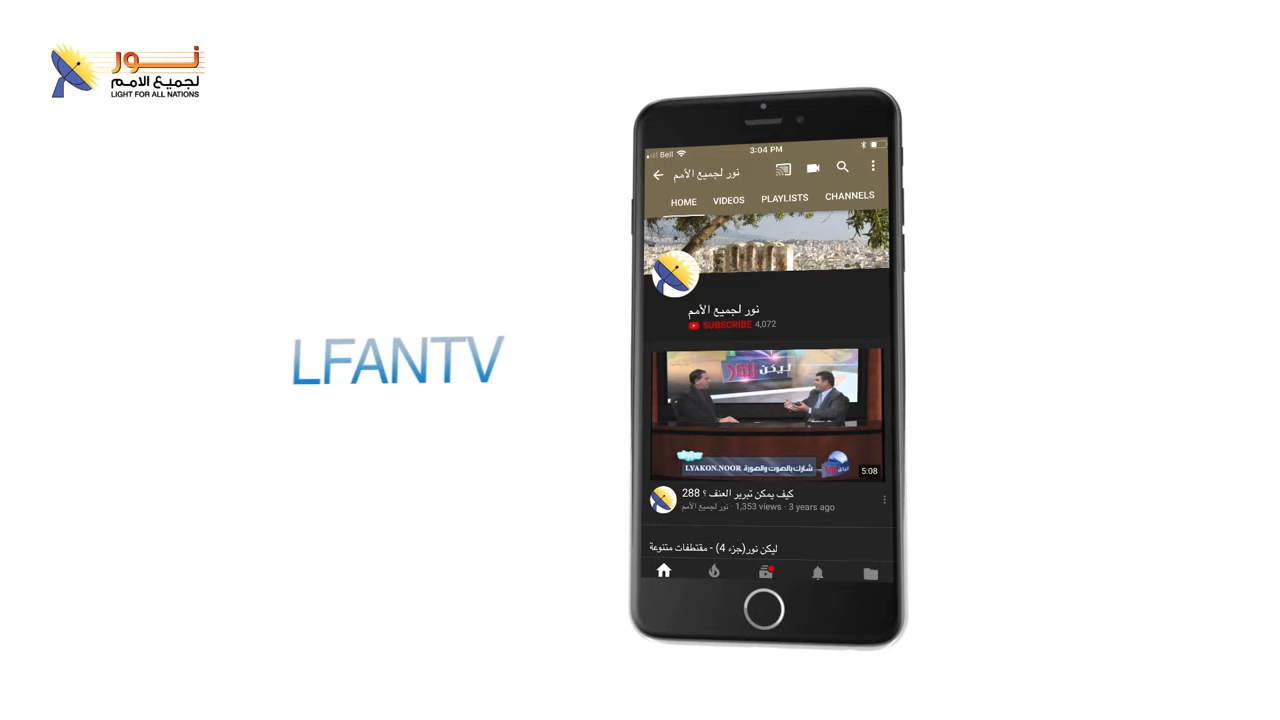 نور
لجميع الامم
LIGHT FOR ALL NATIONS
LFANTV
Bell 3:04 PM
نور لجميع الأمم
HOME VIDEOS PLAYLISTS CHANNELS
نور لجميع الأمم
SUBSCRIBE 4,072
ليكن نور
شارك بالصوت والصورة LYAKON.NOOR
5:08
كيف يمكن تبرير العنف ؟ 288
نور لجميع الأمم · 1,353 views · 3 years ago
ليكن نور(جزء 4) - مقتطفات متنوعة